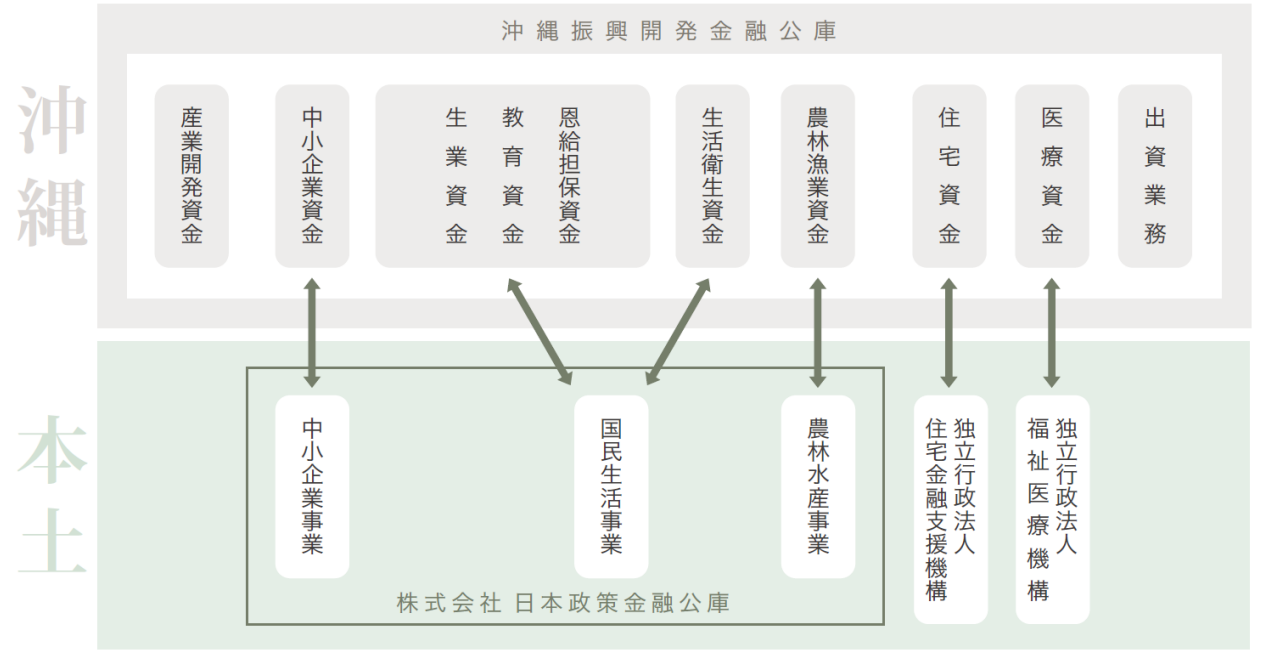 沖縄
沖縄振興開発金融公庫
産業開発資金
中小企業資金
恩給担保資金
教育資金
生業資金
生活衛生資金
農林漁業資金
住宅資金
医療資金
出資業務
本土
中小企業事業
国民生活事業
農林水産事業
株式会社 日本政策金融公庫
独立行政法人
住宅金融支援機構
独立行政法人
福祉医療機構